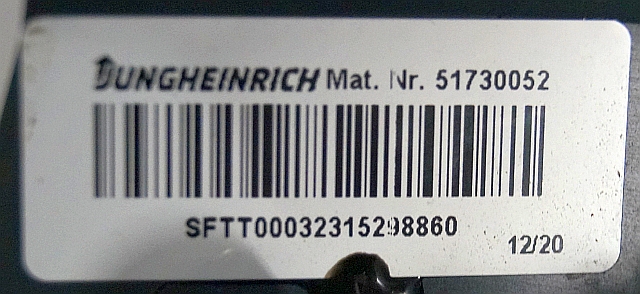 JUNGHEINRICH Mat. Nr. 51730052
SFTT00032315298860
12/20